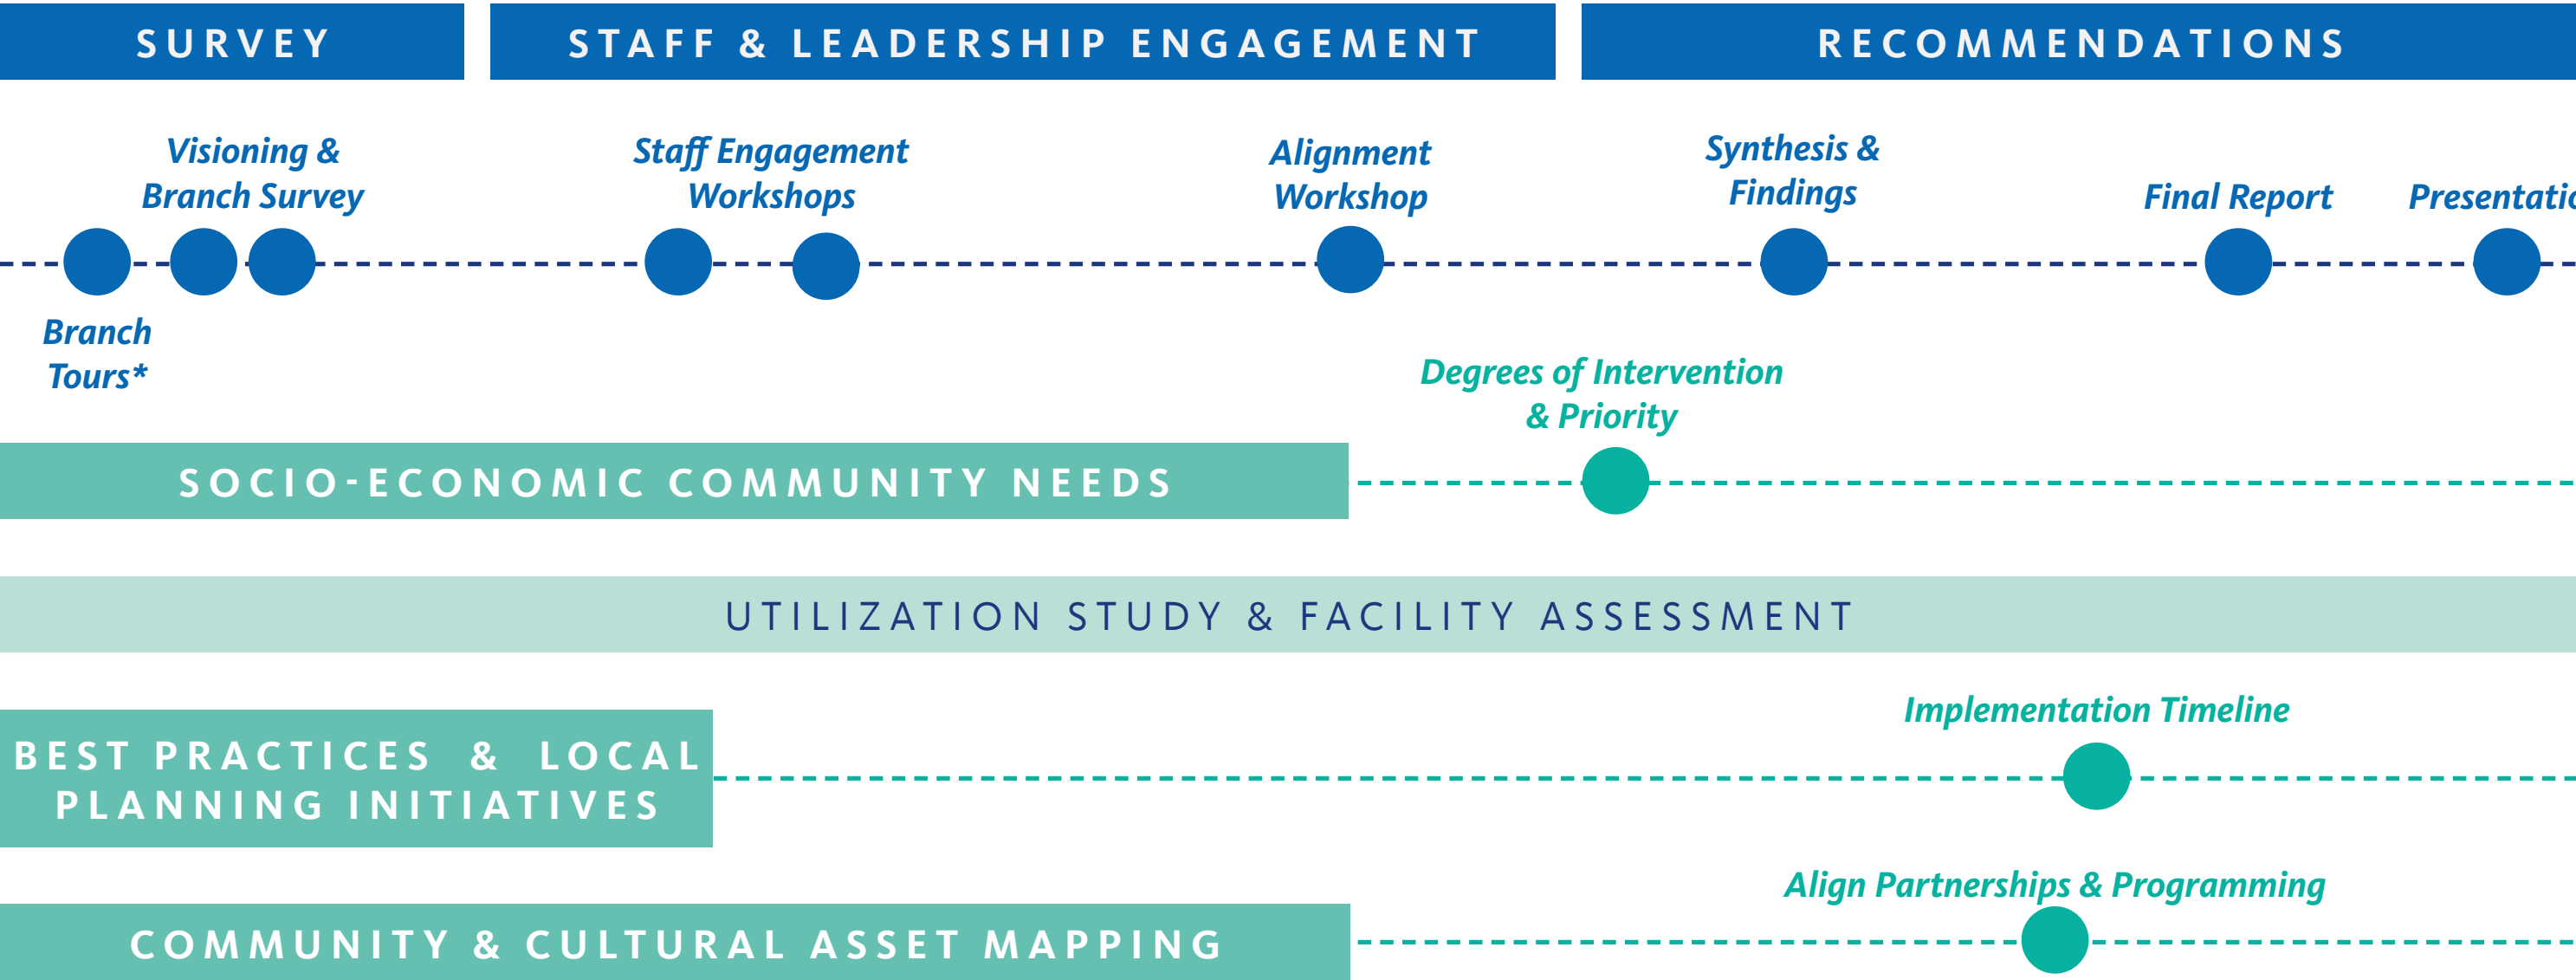 SURVEY
STAFF & LEADERSHIP ENGAGEMENT
RECOMMENDATIONS
Visioning &
Branch Survey
Staff Engagement
Workshops
Alignment
Workshop
Synthesis &
Findings
Final Report
Presentatio
Branch
Tours*
Degrees of Intervention
& Priority
SOCIO-ECONOMIC COMMUNITY NEEDS
UTILIZATION STUDY & FACILITY ASSESSMENT
Implementation Timeline
BEST PRACTICES & LOCAL
PLANNING INITIATIVES
Align Partnerships & Programming
COMMUNITY & CULTURAL ASSET MAPPING